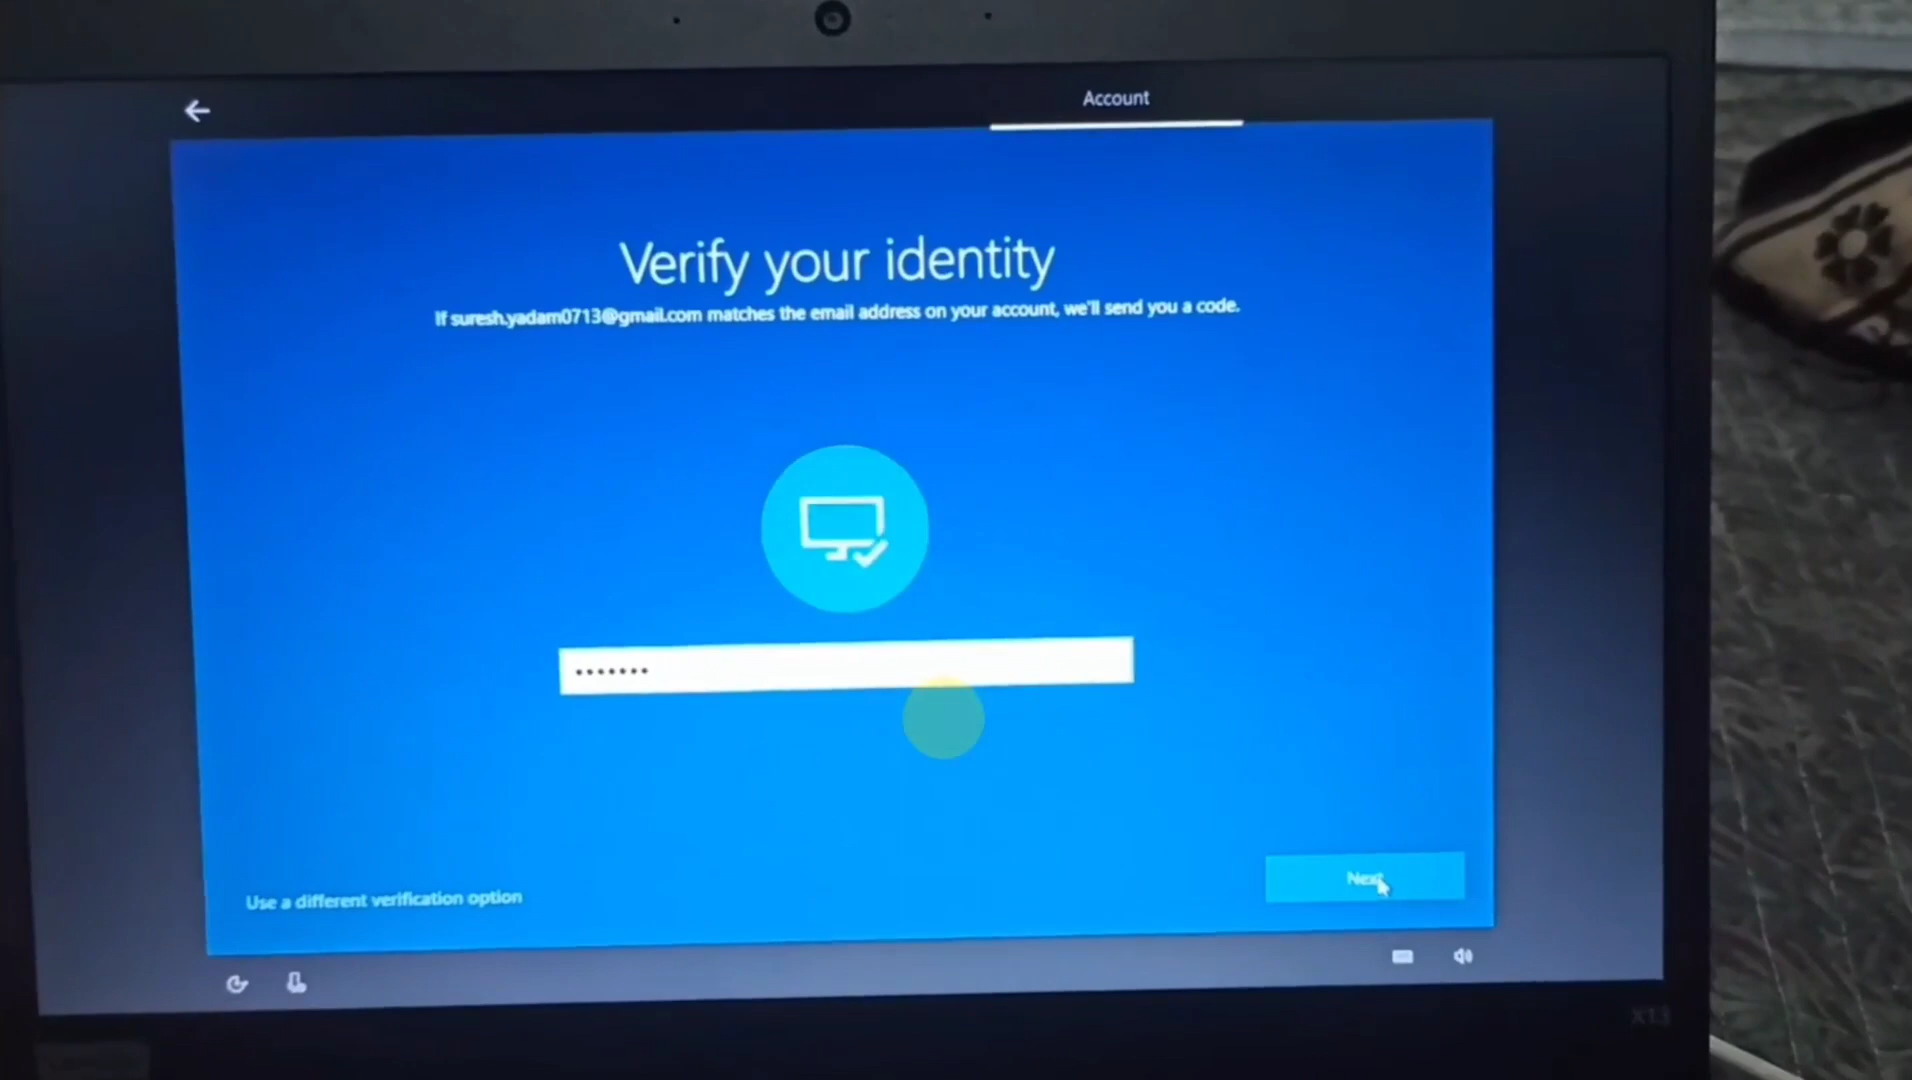 Account
Verify your identity
If suresh.yadam0713@gmail.com matches the email address on your account, we'll send you a code.
•••••••
Next
Use a different verification option
X13